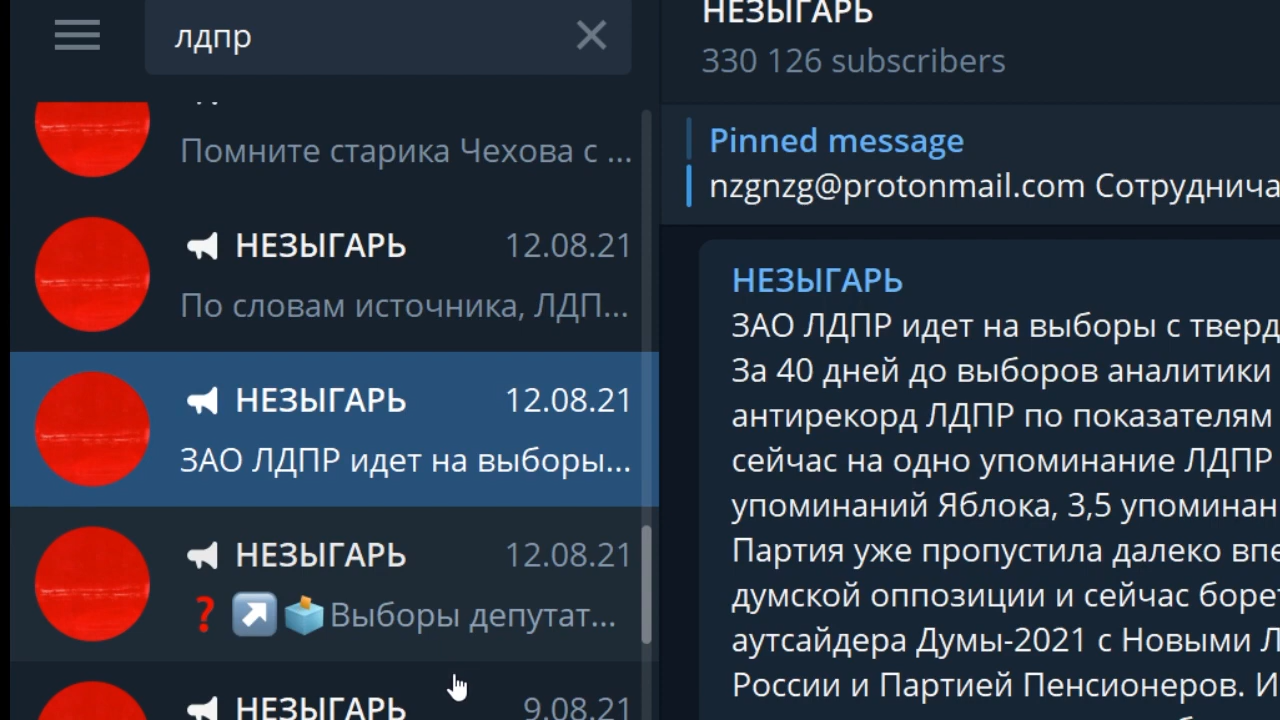 лдпр
Помните старика Чехова с ...
НЕЗЫГАРЬ 12.08.21
По словам источника, ЛДП...
НЕЗЫГАРЬ 12.08.21
ЗАО ЛДПР идет на выборы...
НЕЗЫГАРЬ 12.08.21
❓ ↗️ 🗳 Выборы депутат...
НЕЗЫГАРЬ 9.08.21
НЕЗЫГАРЬ
330 126 subscribers
Pinned message
nzgnzg@protonmail.com Сотруднича
НЕЗЫГАРЬ
ЗАО ЛДПР идет на выборы с тверд
За 40 дней до выборов аналитики
антирекорд ЛДПР по показателям
сейчас на одно упоминание ЛДПР
упоминаний Яблока, 3,5 упоминан
Партия уже пропустила далеко впе
думской оппозиции и сейчас боре
аутсайдера Думы-2021 с Новыми Л
России и Партией Пенсионеров. И